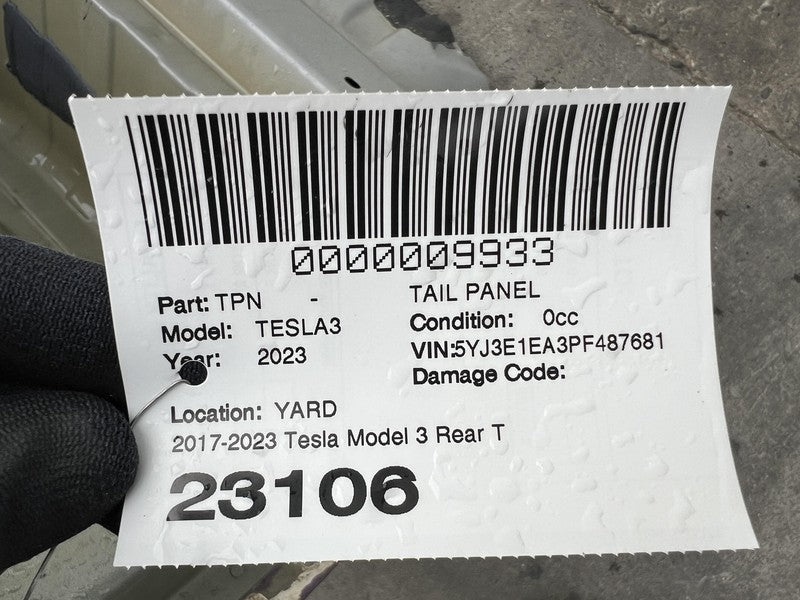 0000009933
Part: TPN - TAIL PANEL
Model: TESLA3 Condition: 0cc
Year: 2023 VIN:5YJ3E1EA3PF487681
Damage Code:
Location: YARD
2017-2023 Tesla Model 3 Rear T
23106